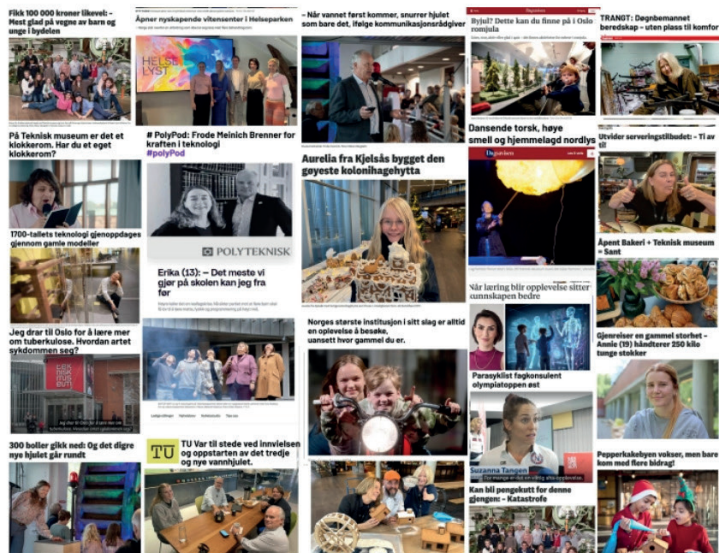 Fikk 100 000 kroner likevel: –
Mest glad på vegne av barn og
unge i bydelen
På Teknisk museum er det et
klokkerom. Har du et eget
klokkerom?
1700-tallets teknologi gjenoppdages
gjennom gamle modeller
Jeg drar til Oslo for å lære mer
om tuberkulose. Hvordan artet
sykdommen seg?
TEK
NISK
MUSE
UM
300 boller gikk ned: Og det digre
nye hjulet går rundt
Åpner nyskapende vitensenter i Helseparken
HELSE
LYST
# PolyPod: Frode Meinich Brenner for
kraften i teknologi
#polyPod
POLYTEKNISK
Erika (13): – Det meste vi
gjør på skolen kan jeg fra
før
TU
TU Var til stede ved innvielsen
og oppstarten av det tredje
og nye vannhjulet.
– Når vannet først kommer, snurrer hjulet
som bare det, ifølge kommunikasjonsrådgiver
Aurelia fra Kjelsås bygget den
gøyeste kolonihagehytta
Norges største institusjon i sitt slag er alltid
en oplevelse å besøke,
uansett hvor gammel du er.
Byjul? Dette kan du finne på i Oslo
romjula
Dansende torsk, høye
smell og hjemmelagd nordlys
Når læring blir opplevelse sitter
kunnskapen bedre
Parasyklist fagkonsulent
olympiatoppen øst
Suzanna Tangen
Kan bli pengekutt for denne
gjengen: – Katastrofe
TRANGT: Døgnbemannet
beredskap – uten plass til komfor
Utvider serveringstilbudet: – Ti av
ti!
Åpent Bakeri + Teknisk museum
= Sant
Gjenreiser en gammel storhet –
Annie (19) håndterer 250 kilo
tunge stokker
Pepperkakebyen vokser, men bare
kom med flere bidrag!